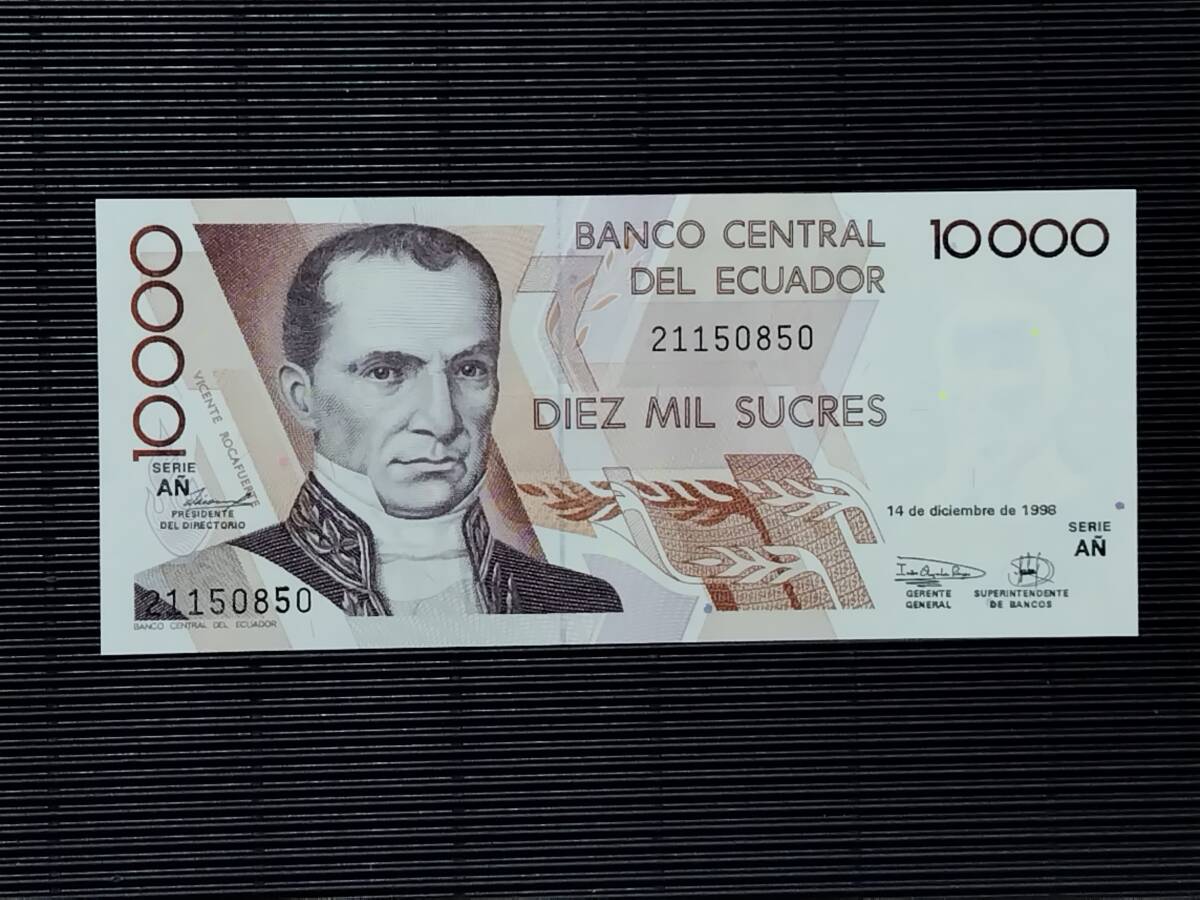 BANCO CENTRAL
DEL ECUADOR
10000
21150850
DIEZ MIL SUCRES
10000
VICENTE ROCAFUERTE
SERIE
AÑ
PRESIDENTE
DEL DIRECTORIO
21150850
BANCO CENTRAL DEL ECUADOR
14 de diciembre de 1998
SERIE
AÑ
GERENTE
GENERAL
SUPERINTENDENTE
DE BANCOS